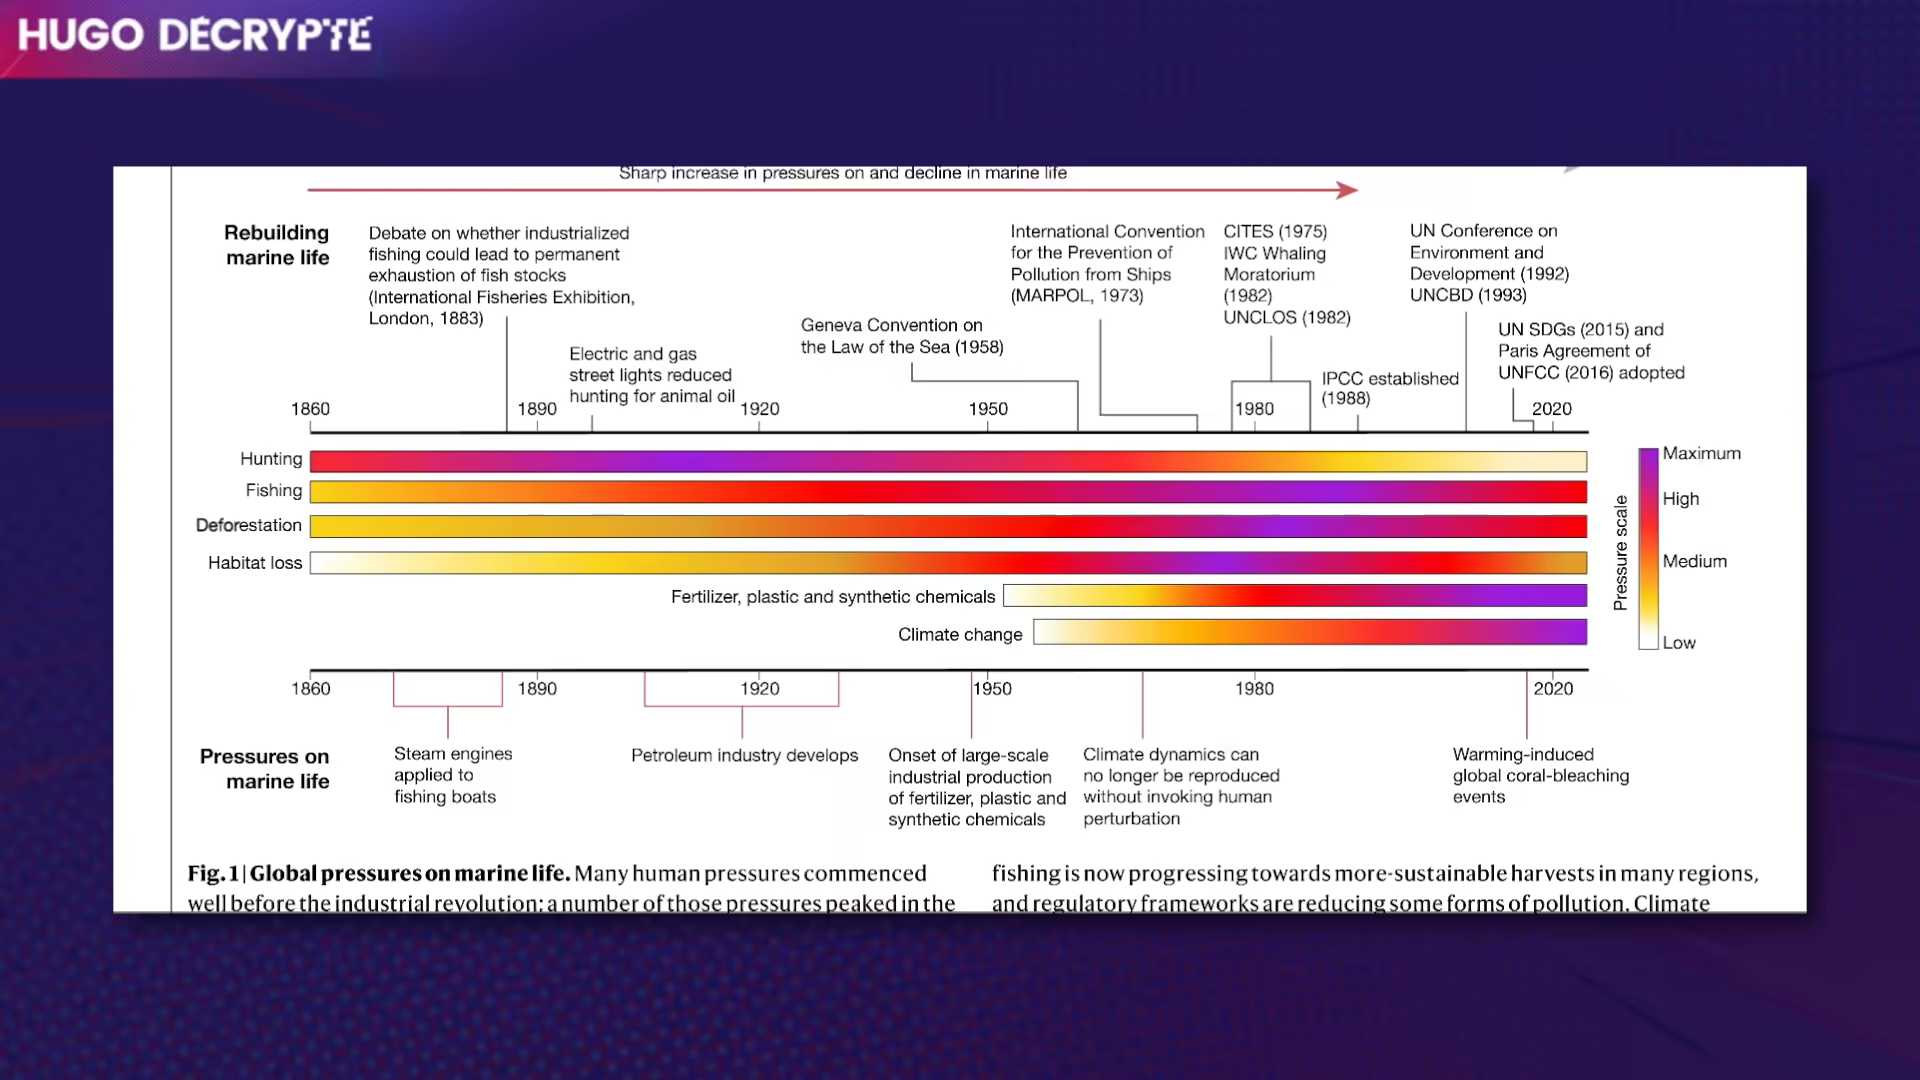 HUGO DÉCRYPTE
Sharp increase in pressures on and decline in marine life
Rebuilding
marine life
Debate on whether industrialized
fishing could lead to permanent
exhaustion of fish stocks
(International Fisheries Exhibition,
London, 1883)
Electric and gas
street lights reduced
hunting for animal oil
Geneva Convention on
the Law of the Sea (1958)
International Convention
for the Prevention of
Pollution from Ships
(MARPOL, 1973)
CITES (1975)
IWC Whaling
Moratorium
(1982)
UNCLOS (1982)
IPCC established
(1988)
UN Conference on
Environment and
Development (1992)
UNCBD (1993)
UN SDGs (2015) and
Paris Agreement of
UNFCC (2016) adopted
1860 1890 1920 1950 1980 2020
Hunting
Fishing
Deforestation
Habitat loss
Fertilizer, plastic and synthetic chemicals
Climate change
Pressure scale
Maximum
High
Medium
Low
1860 1890 1920 1950 1980 2020
Pressures on
marine life
Steam engines
applied to
fishing boats
Petroleum industry develops
Onset of large-scale
industrial production
of fertilizer, plastic and
synthetic chemicals
Climate dynamics can
no longer be reproduced
without invoking human
perturbation
Warming-induced
global coral-bleaching
events
Fig. 1 | Global pressures on marine life. Many human pressures commenced
well before the industrial revolution; a number of those pressures peaked in the
fishing is now progressing towards more-sustainable harvests in many regions,
and regulatory frameworks are reducing some forms of pollution. Climate